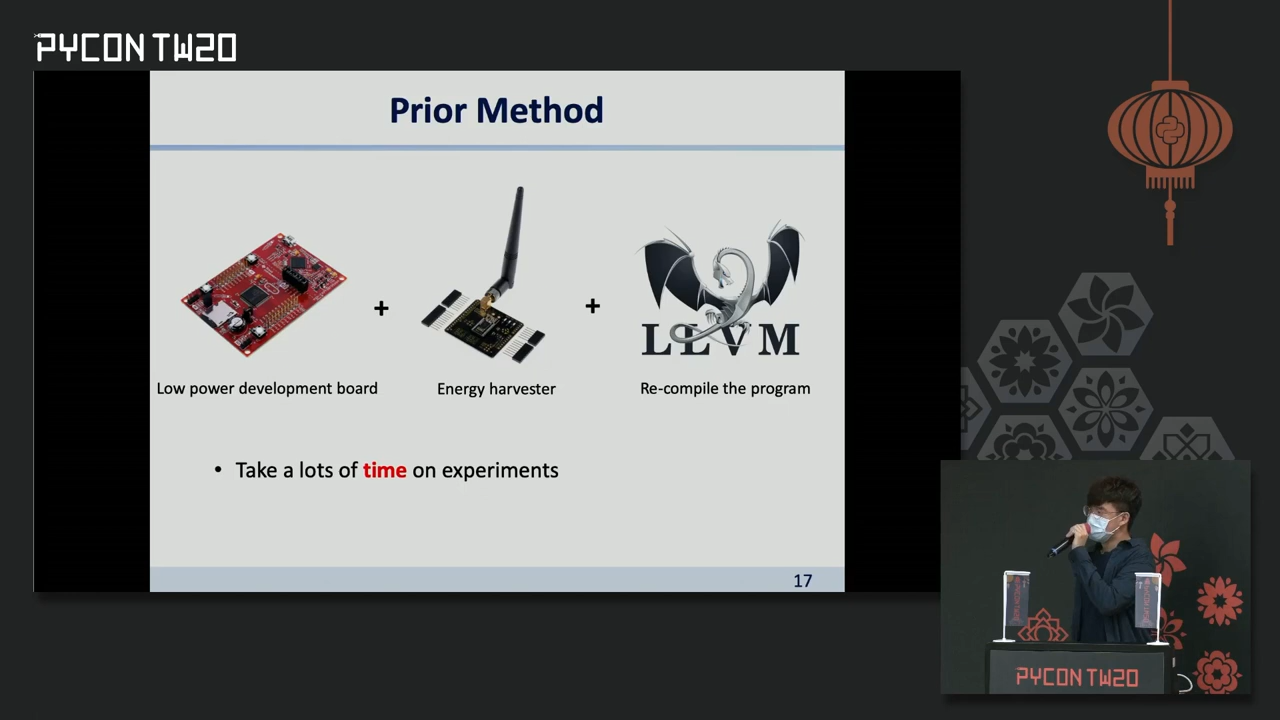 PYCON TW20
Prior Method
+
+
LLVM
Low power development board
Energy harvester
Re-compile the program
• Take a lots of time on experiments
17
PYCON TW20